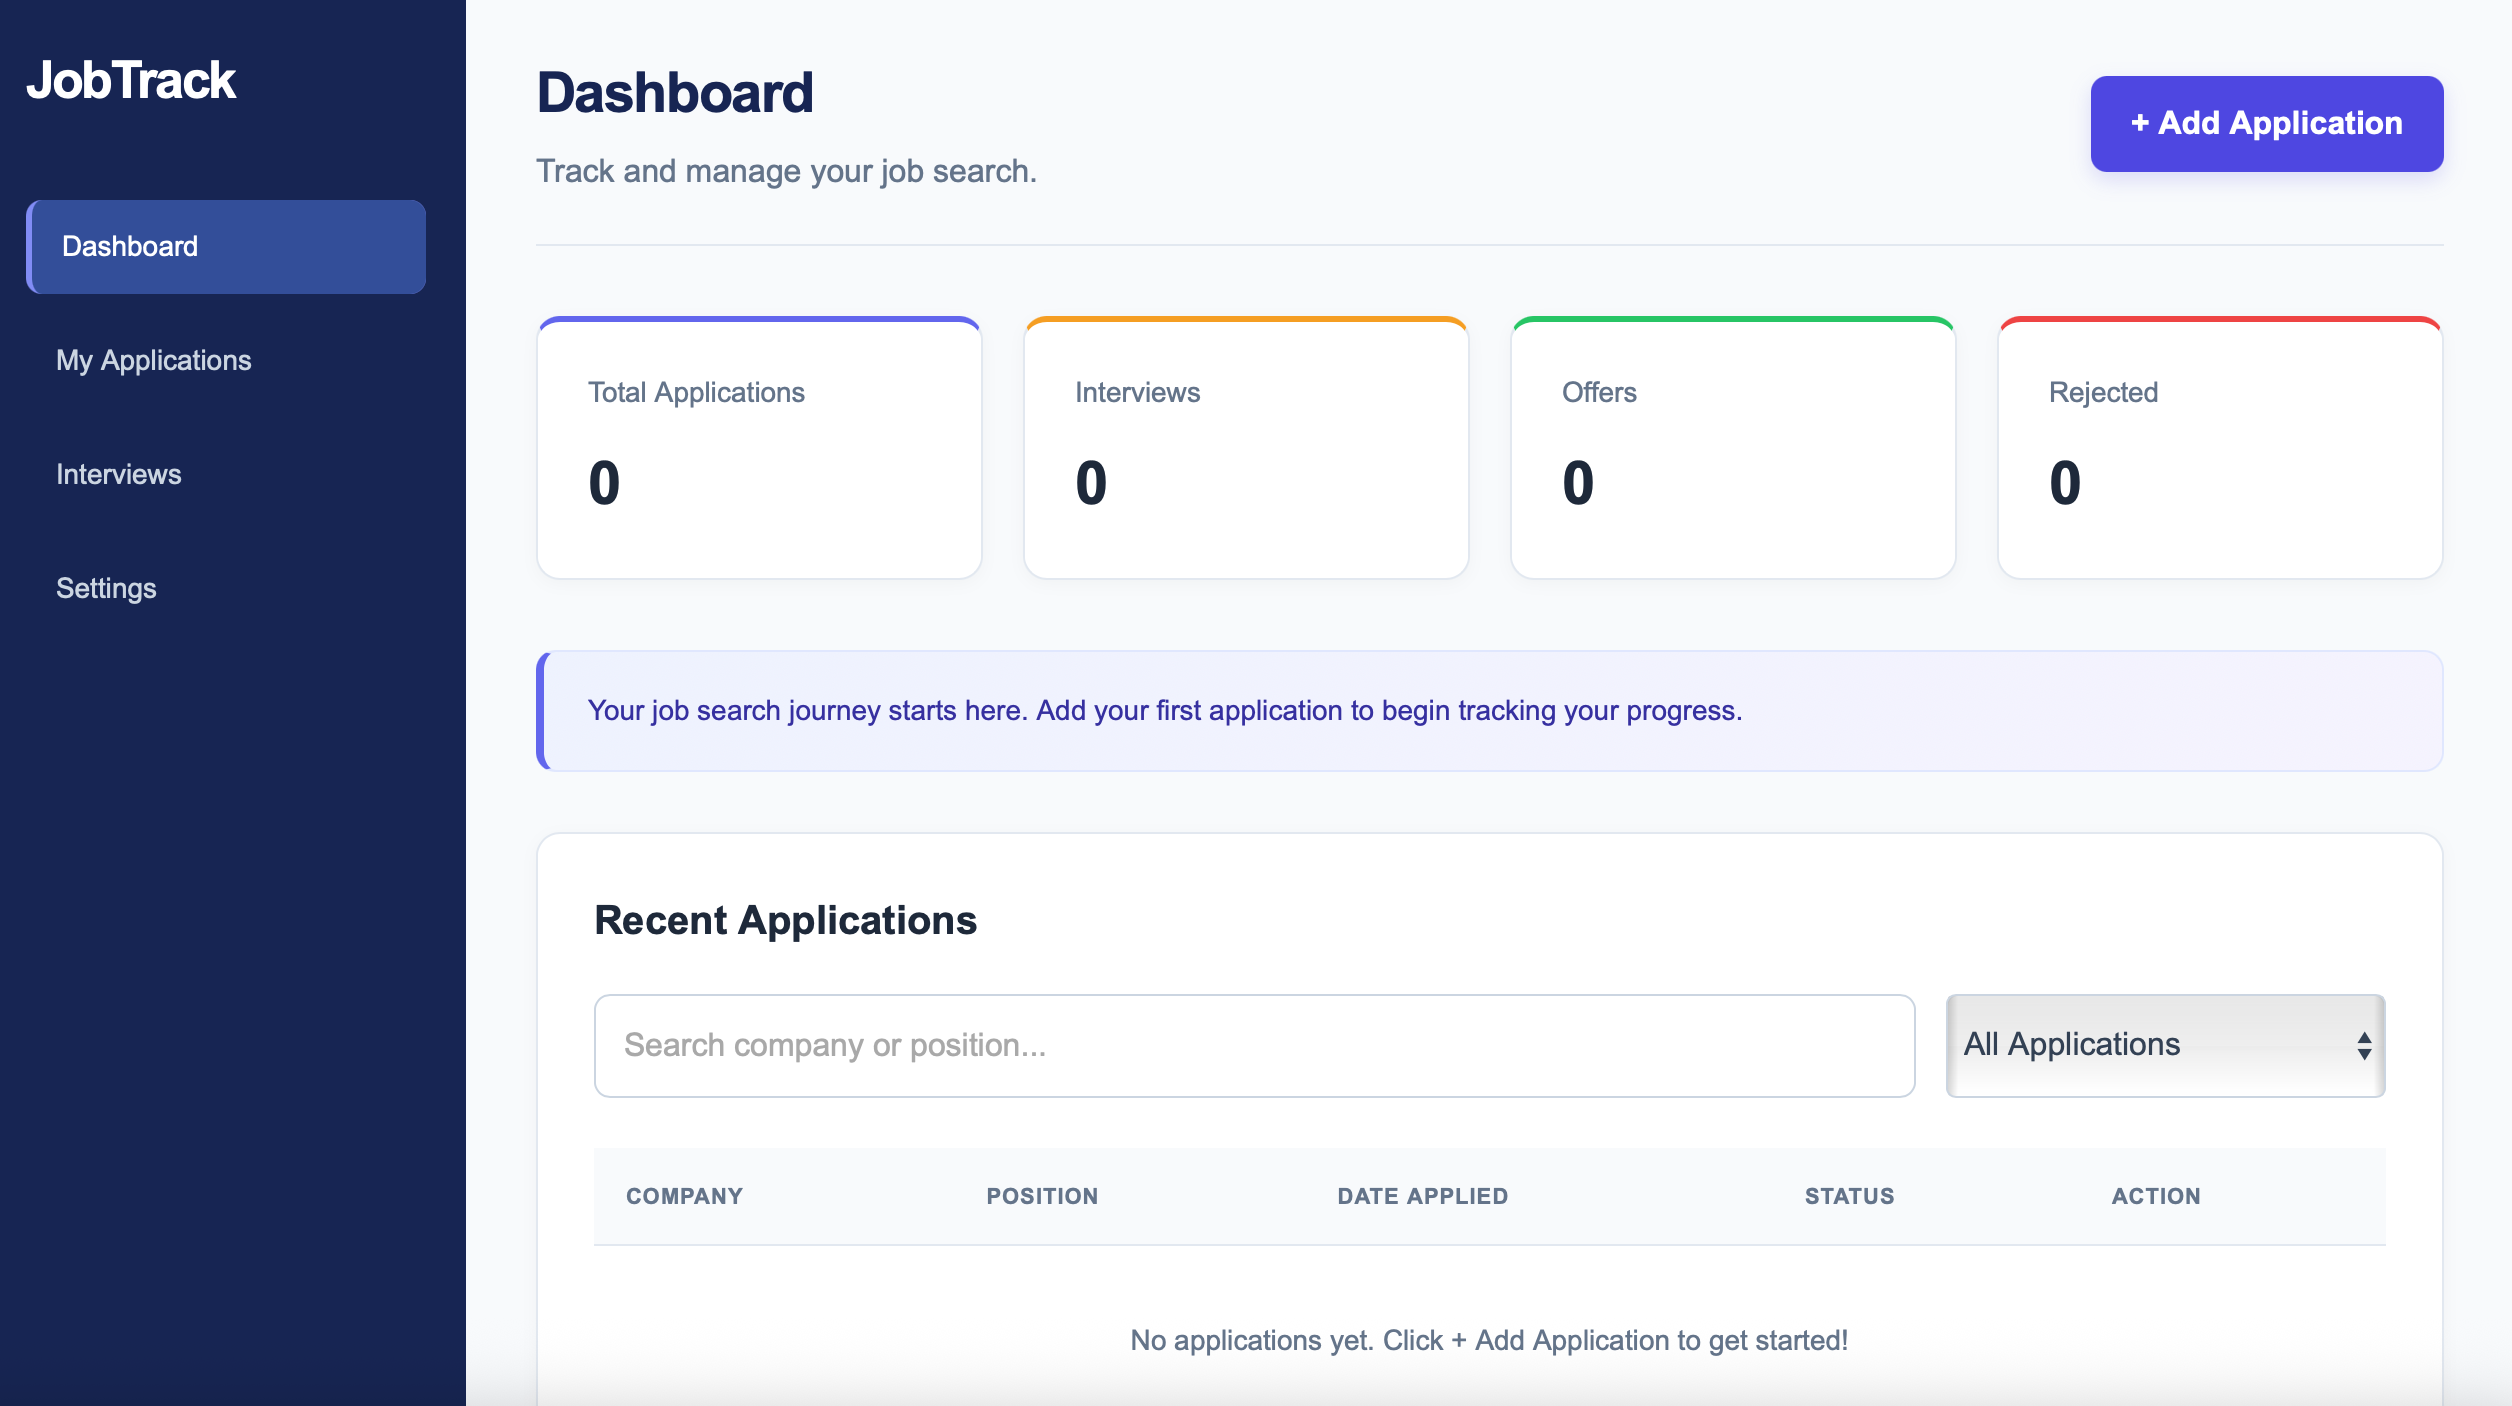 JobTrack
Dashboard
My Applications
Interviews
Settings
Dashboard
Track and manage your job search.
+ Add Application
Total Applications
0
Interviews
0
Offers
0
Rejected
0
Your job search journey starts here. Add your first application to begin tracking your progress.
Recent Applications
Search company or position...
All Applications
COMPANY POSITION DATE APPLIED STATUS ACTION
No applications yet. Click + Add Application to get started!